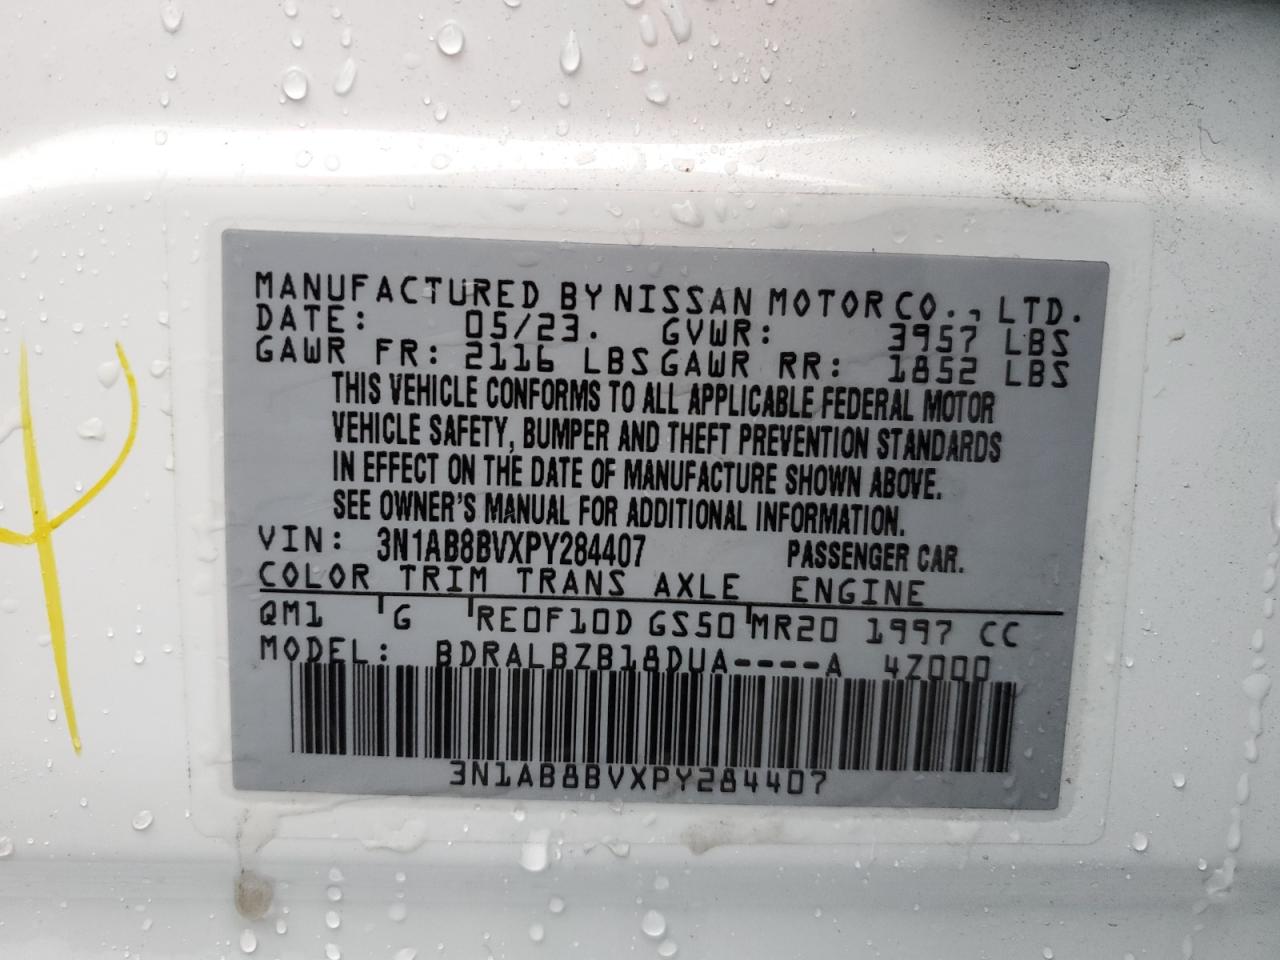 MANUFACTURED BY NISSAN MOTOR CO., LTD.
DATE: 05/23. GVWR: 3957 LBS
GAWR FR: 2116 LBS GAWR RR: 1852 LBS
THIS VEHICLE CONFORMS TO ALL APPLICABLE FEDERAL MOTOR
VEHICLE SAFETY, BUMPER AND THEFT PREVENTION STANDARDS
IN EFFECT ON THE DATE OF MANUFACTURE SHOWN ABOVE.
SEE OWNER'S MANUAL FOR ADDITIONAL INFORMATION.
VIN: 3N1AB8BVXPY284407 PASSENGER CAR.
COLOR TRIM TRANS AXLE ENGINE
QM1 G RE0F10D GS50 MR20 1997 CC
MODEL: BDRALBZB18DUA----A 4Z000
3N1AB8BVXPY284407